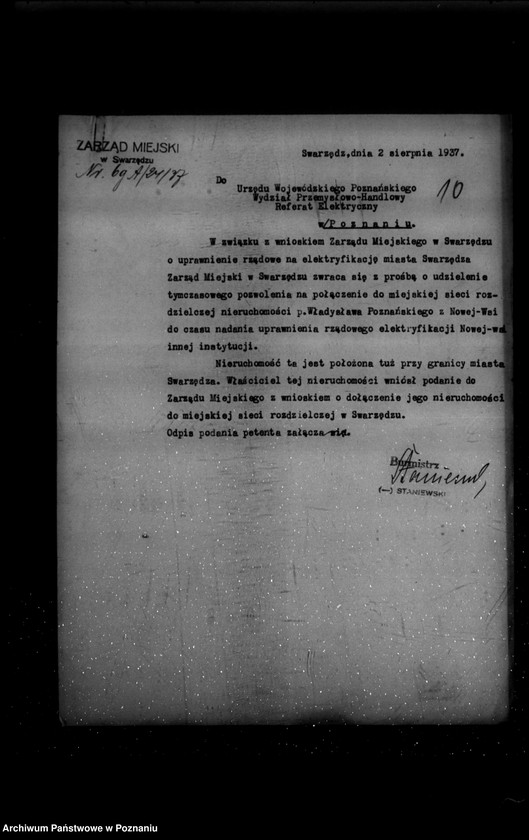 ZARZĄD MIEJSKI
w Swarzędzu
Swarzędz,dnia 2 sierpnia 1937.
Nr. 6g A/24/37
Do
Urzędu Wojewódzkiego Poznańskiego
10
Wydział Przemysłowo-Handlowy
Referat Elektryczny
w/Poznaniu.
W związku z wnioskiem Zarządu Miejskiego w Swarzędzu
o uprawnienie rządowe na elektryfikację miasta Swarzędza
Zarząd Miejski w Swarzędzu zwraca się z prośbą o udzielenie
tymczasowego pozwolenia na połączenie do miejskiej sieci roz-
dzielczej nieruchomości p.Władysława Poznańskiego z Nowej-Wsi
do czasu nadania uprawnienia rządowego elektryfikacji Nowej-wsi
innej instytucji.
Nieruchomość ta jest położona tuż przy granicy miasta
Swarzędza. Właściciel tej nieruchomości wniósł podanie do
Zarządu Miejskiego z wnioskiem o dołączenie jego nieruchomości
do miejskiej sieci rozdzielczej w Swarzędzu.
Odpis podania petenta załącza się.
Burmistrz
Staniewski
(—) STANIEWSKI
Archiwum Państwowe w Poznaniu